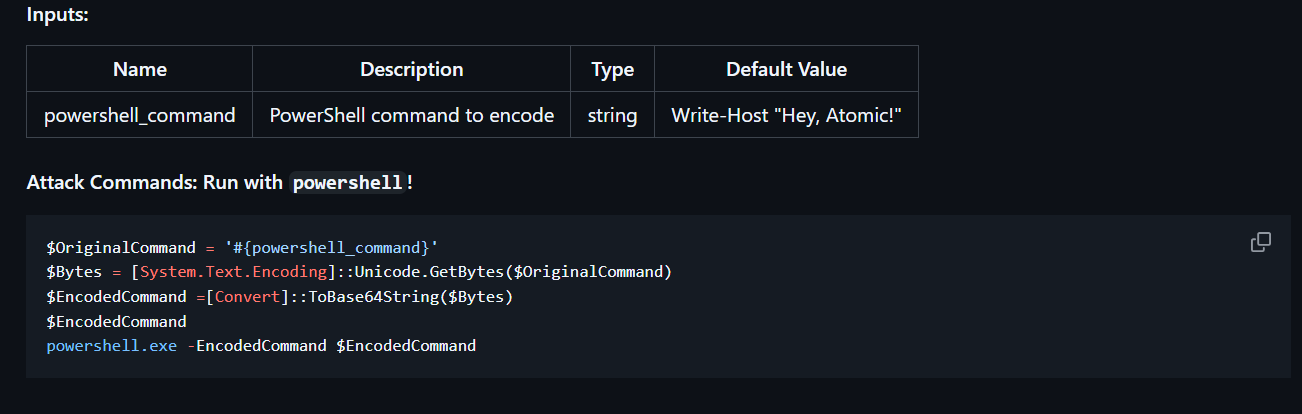 Inputs:
Name Description Type Default Value
powershell_command PowerShell command to encode string Write-Host "Hey, Atomic!"
Attack Commands: Run with powershell!
$OriginalCommand = '#{powershell_command}'
$Bytes = [System.Text.Encoding]::Unicode.GetBytes($OriginalCommand)
$EncodedCommand =[Convert]::ToBase64String($Bytes)
$EncodedCommand
powershell.exe -EncodedCommand $EncodedCommand